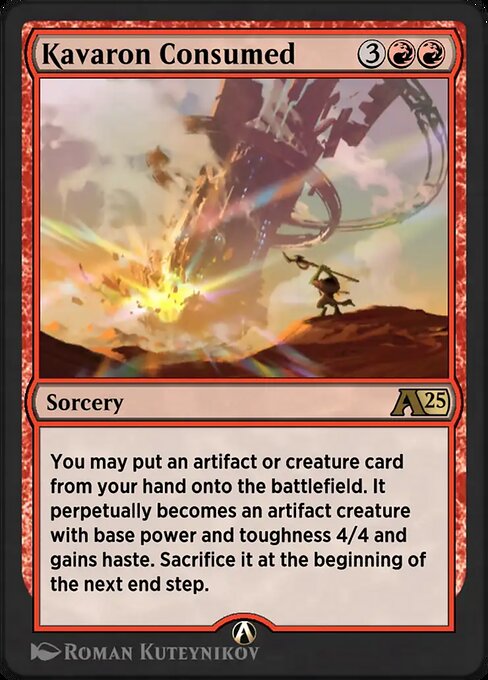 Kavaron Consumed 3
Sorcery A25
You may put an artifact or creature card
from your hand onto the battlefield. It
perpetually becomes an artifact creature
with base power and toughness 4/4 and
gains haste. Sacrifice it at the beginning of
the next end step.
Roman Kuteynikov